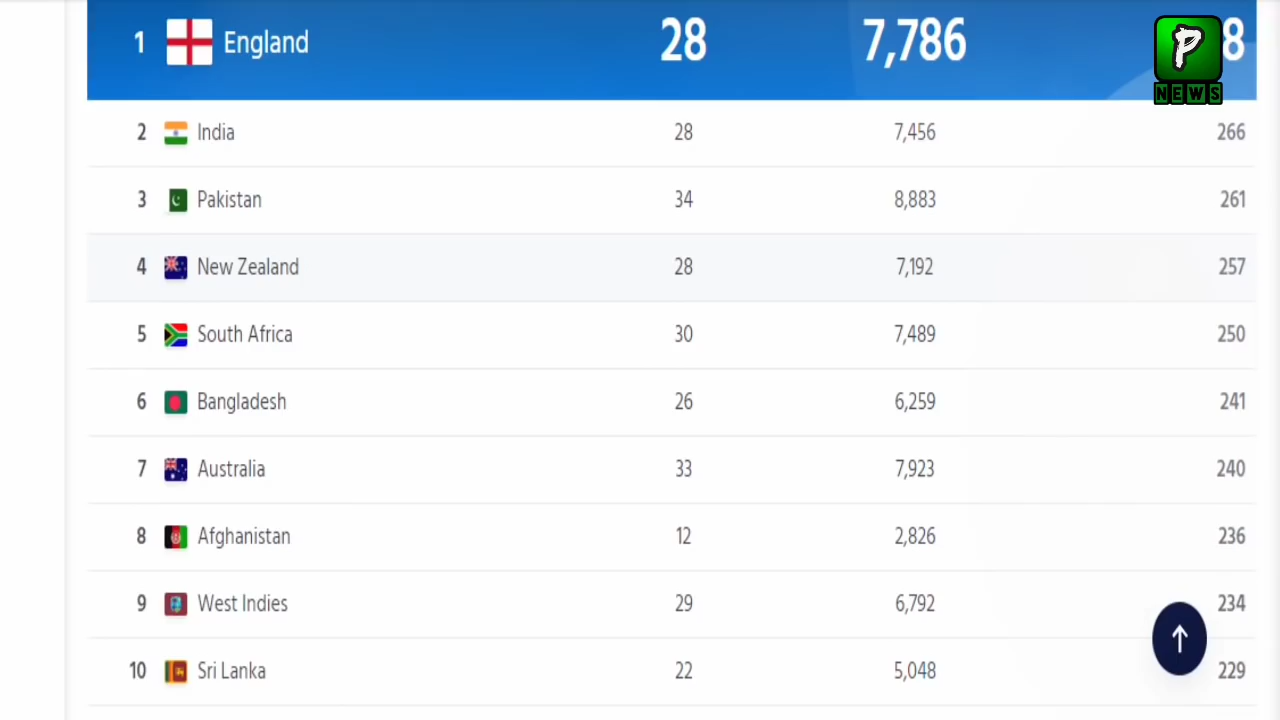 1 England 28 7,786 8
P
NEWS
2 India 28 7,456 266
3 Pakistan 34 8,883 261
4 New Zealand 28 7,192 257
5 South Africa 30 7,489 250
6 Bangladesh 26 6,259 241
7 Australia 33 7,923 240
8 Afghanistan 12 2,826 236
9 West Indies 29 6,792 234
10 Sri Lanka 22 5,048 229